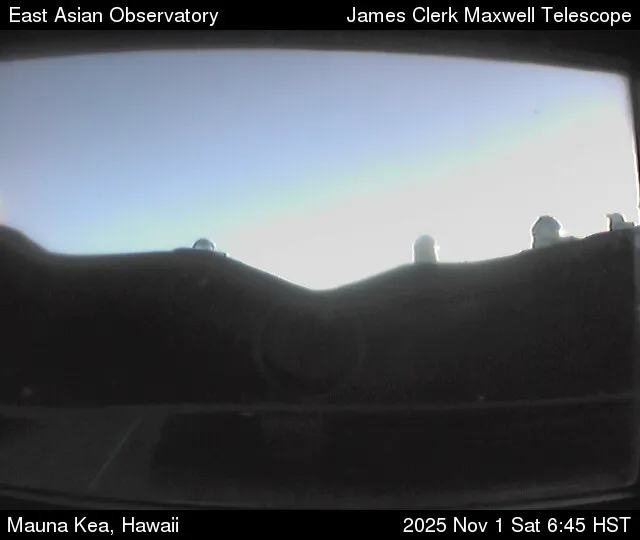 East Asian Observatory
James Clerk Maxwell Telescope
Mauna Kea, Hawaii
2025 Nov 1 Sat 6:45 HST